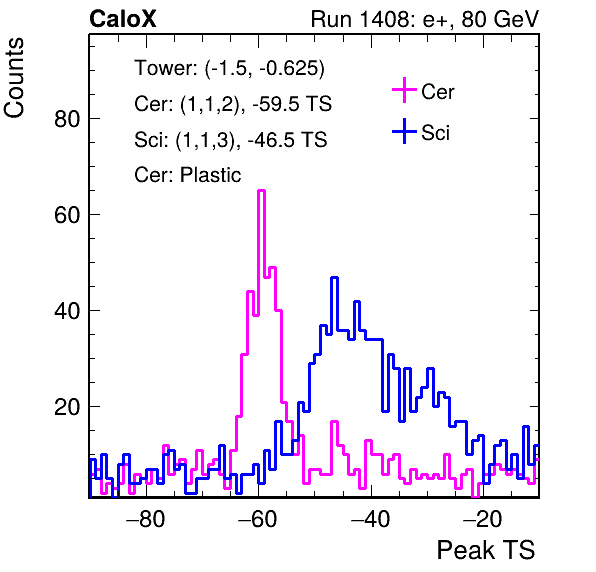 CaloX Run 1408: e+, 80 GeV
Counts
Tower: (-1.5, -0.625)
Cer: (1,1,2), -59.5 TS
Sci: (1,1,3), -46.5 TS
Cer: Plastic
Cer
Sci
80
60
40
20
−80 −60 −40 −20
Peak TS